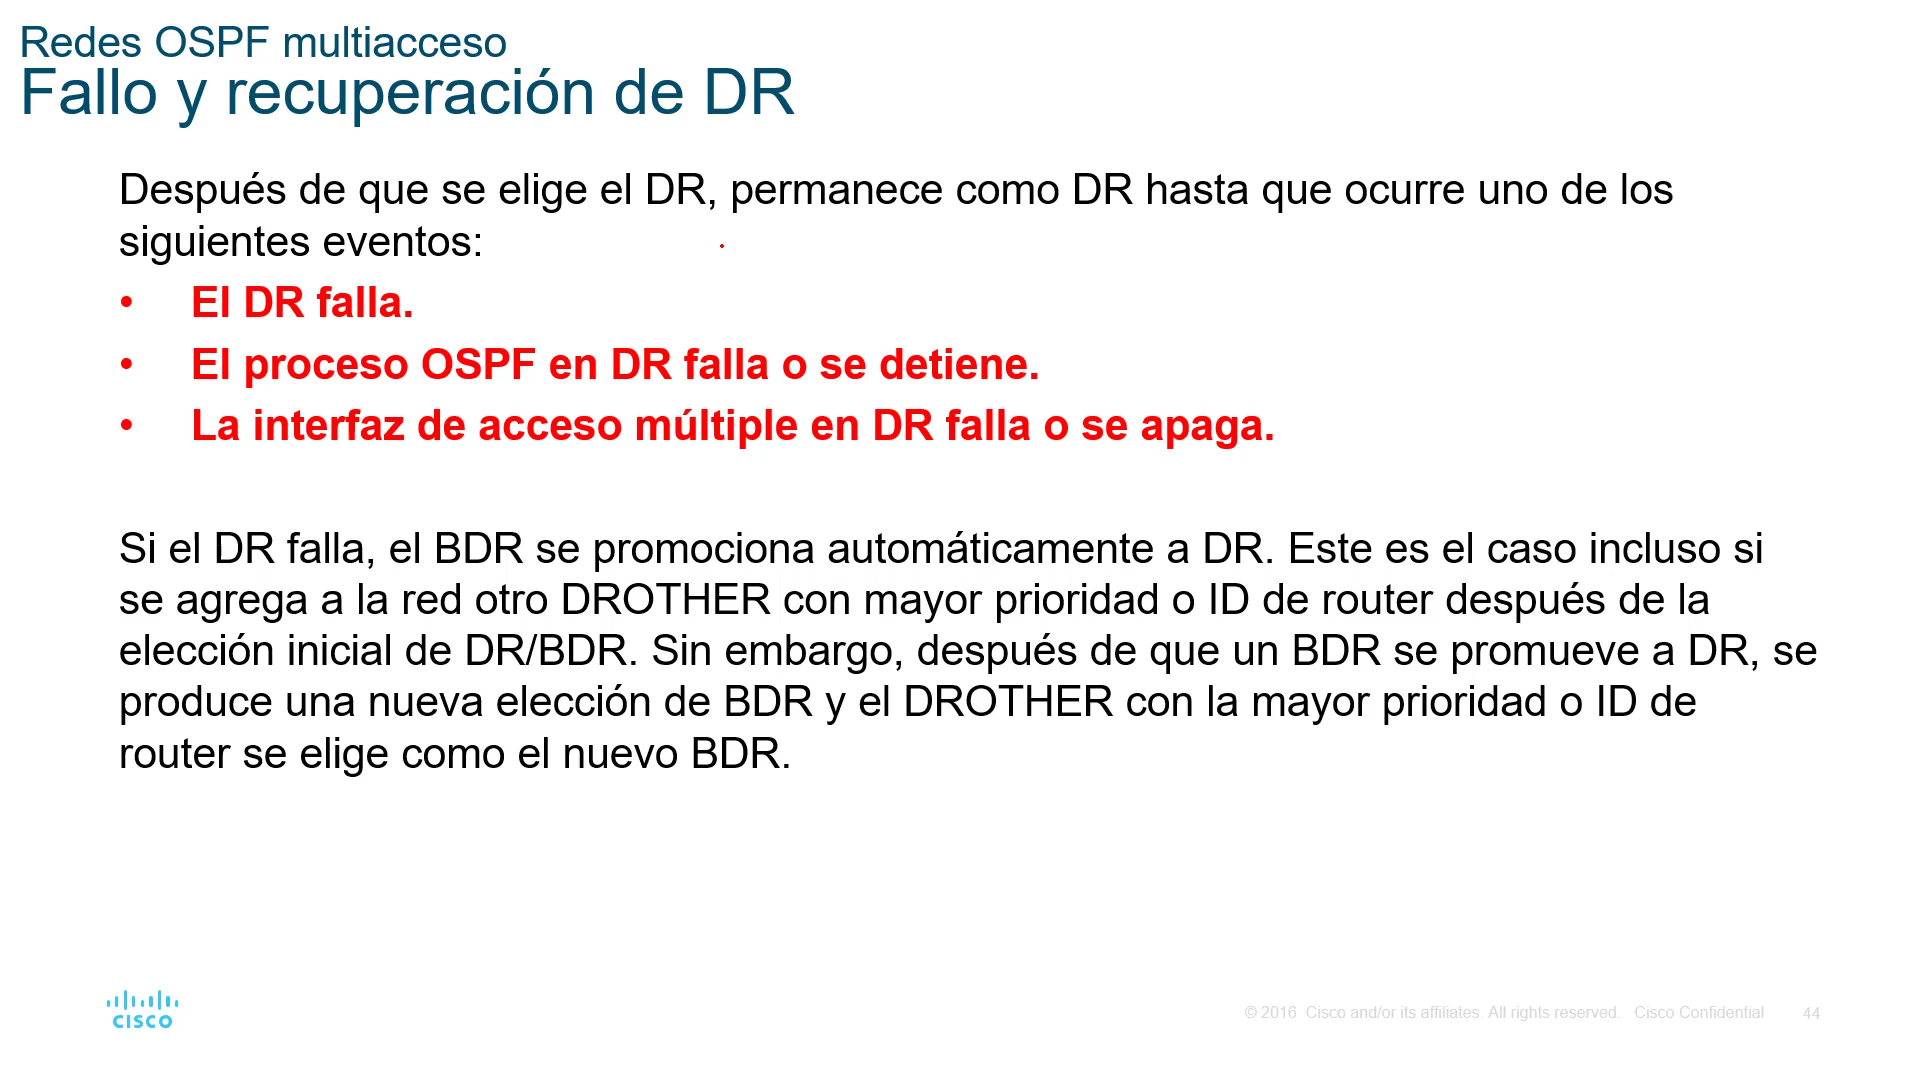 Redes OSPF multiacceso
Fallo y recuperación de DR
Después de que se elige el DR, permanece como DR hasta que ocurre uno de los
siguientes eventos:
• El DR falla.
• El proceso OSPF en DR falla o se detiene.
• La interfaz de acceso múltiple en DR falla o se apaga.
Si el DR falla, el BDR se promociona automáticamente a DR. Este es el caso incluso si
se agrega a la red otro DROTHER con mayor prioridad o ID de router después de la
elección inicial de DR/BDR. Sin embargo, después de que un BDR se promueve a DR, se
produce una nueva elección de BDR y el DROTHER con la mayor prioridad o ID de
router se elige como el nuevo BDR.
CISCO
© 2016 Cisco and/or its affiliates. All rights reserved. Cisco Confidential 44